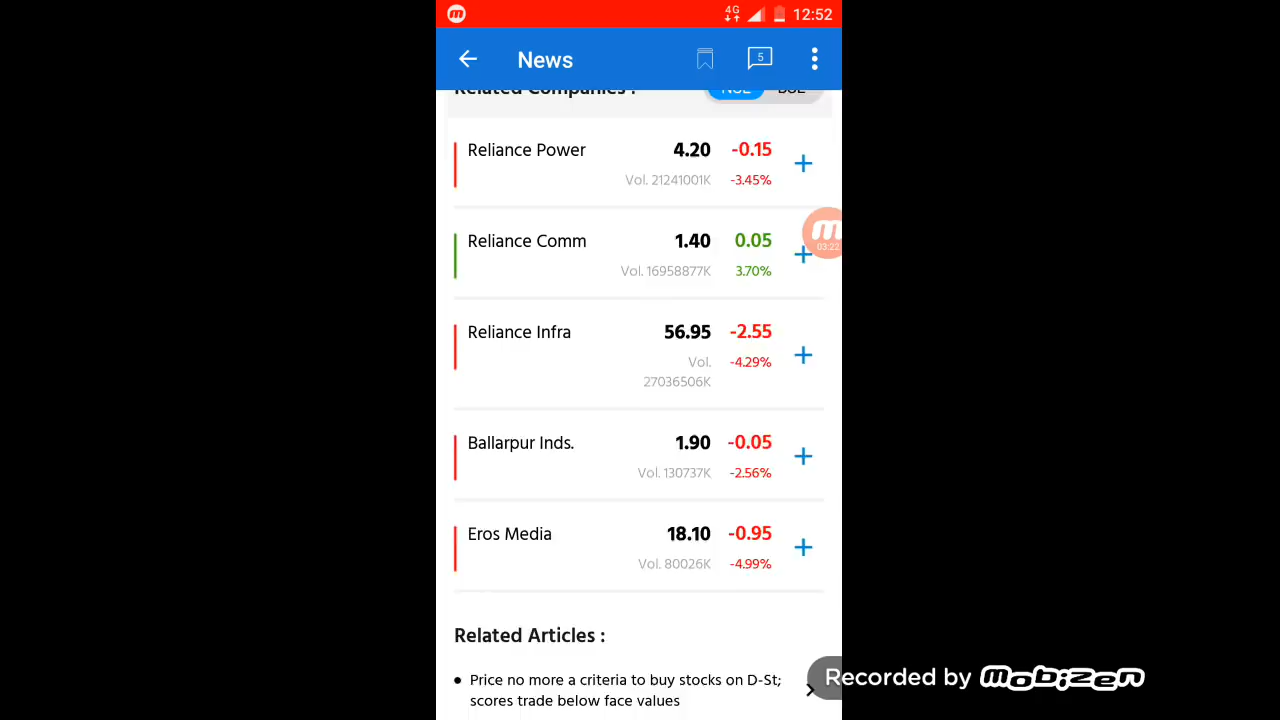 4G 12:52
News 5
Related Companies : NSE BSE
Reliance Power 4.20 -0.15
Vol. 21241001K -3.45%
03:22
Reliance Comm 1.40 0.05
Vol. 16958877K 3.70%
Reliance Infra 56.95 -2.55
Vol. -4.29%
27036506K
Ballarpur Inds. 1.90 -0.05
Vol. 130737K -2.56%
Eros Media 18.10 -0.95
Vol. 80026K -4.99%
Related Articles :
• Price no more a criteria to buy stocks on D-St;
scores trade below face values
Recorded by mobizen